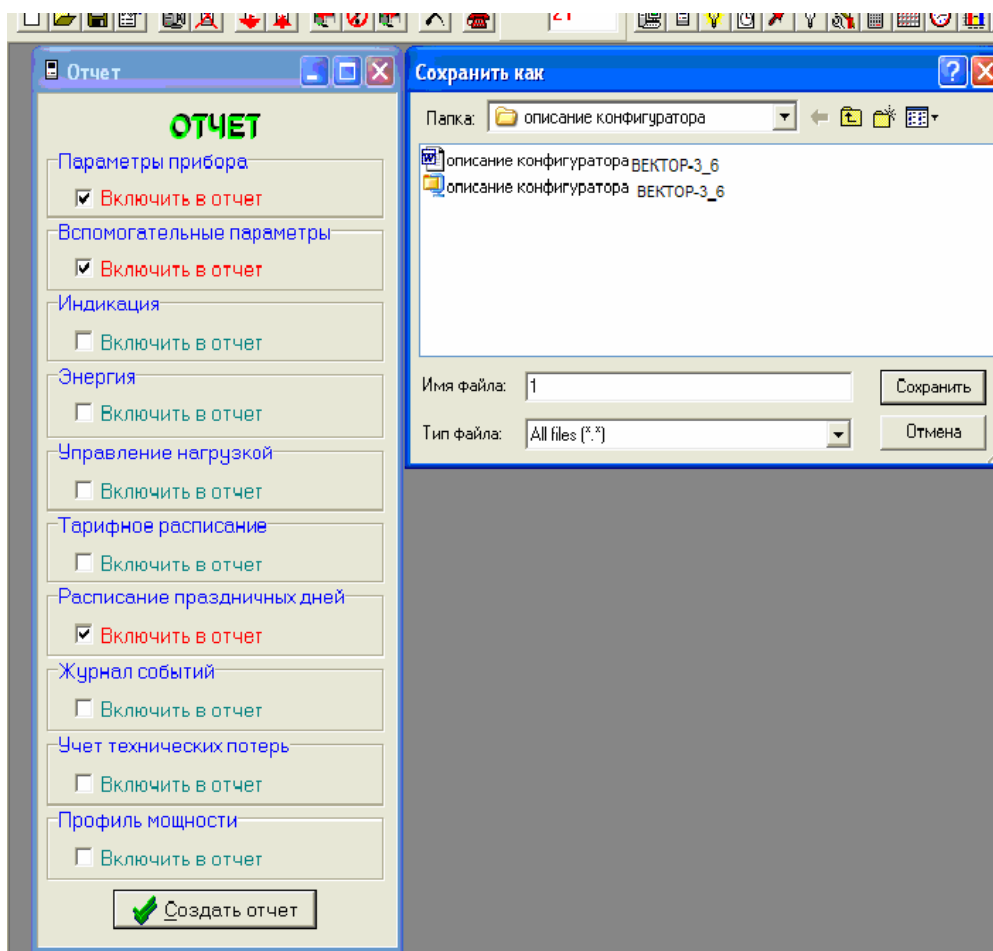 21
Отчет
ОТЧЕТ
Параметры прибора
Включить в отчет
Вспомогательные параметры
Включить в отчет
Индикация
Включить в отчет
Энергия
Включить в отчет
Управление нагрузкой
Включить в отчет
Тарифное расписание
Включить в отчет
Расписание праздничных дней
Включить в отчет
Журнал событий
Включить в отчет
Учет технических потерь
Включить в отчет
Профиль мощности
Включить в отчет
Создать отчет
Сохранить как
Папка: описание конфигуратора
описание конфигуратора ВЕКТОР-3_6
описание конфигуратора ВЕКТОР-3_6
Имя файла: 1
Сохранить
Тип файла: All files (*.*)
Отмена